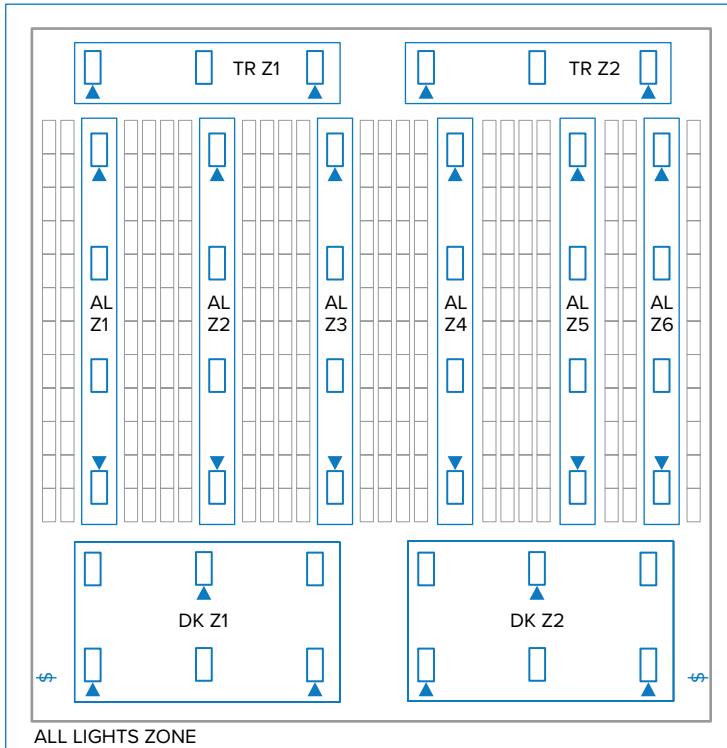 TR Z1
TR Z2
AL
Z1
AL
Z2
AL
Z3
AL
Z4
AL
Z5
AL
Z6
DK Z1
DK Z2
$
$
ALL LIGHTS ZONE